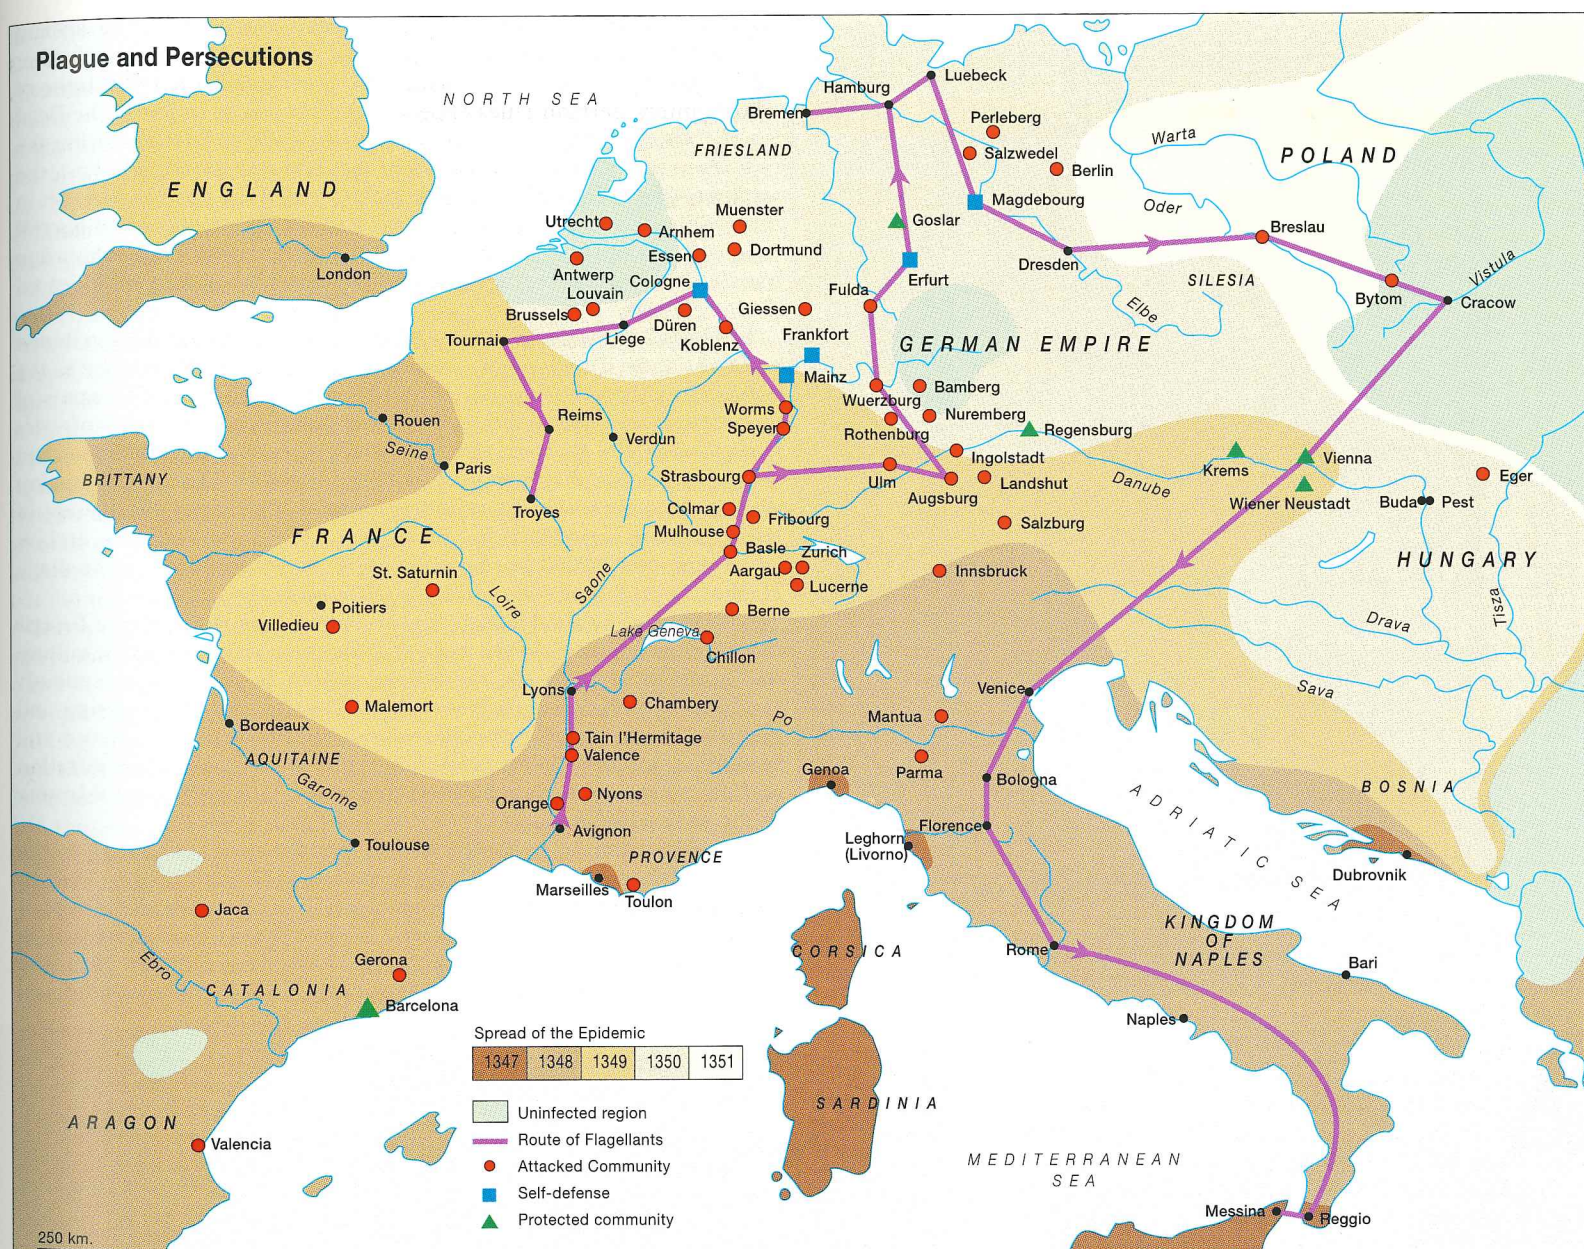 Plague and Persecutions
NORTH SEA
ENGLAND
London
Hamburg
Luebeck
Bremen
FRIESLAND
Perleberg
Salzwedel
Berlin
Warta
POLAND
Magdebourg
Oder
Goslar
Breslau
Dresden
SILESIA
Vistula
Elbe
Bytom
Cracow
Utrecht
Arnhem
Muenster
Essen
Dortmund
Antwerp
Cologne
Louvain
Brussels
Düren
Giessen
Fulda
Erfurt
Tournai
Liege
Koblenz
Frankfort
GERMAN EMPIRE
Mainz
Bamberg
Wuerzburg
Worms
Nuremberg
Speyer
Rothenburg
Regensburg
Rouen
Seine
Reims
Verdun
Paris
BRITTANY
Troyes
Strasbourg
Ulm
Ingolstadt
Augsburg
Landshut
Danube
Krems
Vienna
Wiener Neustadt
Eger
Buda
Pest
FRANCE
Colmar
Fribourg
Mulhouse
Salzburg
Basle
Zurich
Aargau
Lucerne
Innsbruck
HUNGARY
St. Saturnin
Loire
Saone
Poitiers
Villedieu
Berne
Lake Geneva
Chillon
Drava
Tisza
Lyons
Chambery
Venice
Sava
Malemort
Bordeaux
Mantua
Po
Tain l'Hermitage
Valence
AQUITAINE
Garonne
Parma
Genoa
Bologna
BOSNIA
Orange
Nyons
Avignon
Florence
Leghorn
(Livorno)
ADRIATIC SEA
Toulouse
PROVENCE
Marseilles
Toulon
Dubrovnik
Jaca
CORSICA
Rome
KINGDOM
OF
NAPLES
Bari
Ebro
Gerona
CATALONIA
Barcelona
Naples
Spread of the Epidemic
1347 1348 1349 1350 1351
Uninfected region
Route of Flagellants
Attacked Community
Self-defense
Protected community
SARDINIA
ARAGON
Valencia
MEDITERRANEAN
SEA
Messina
Reggio
250 km.